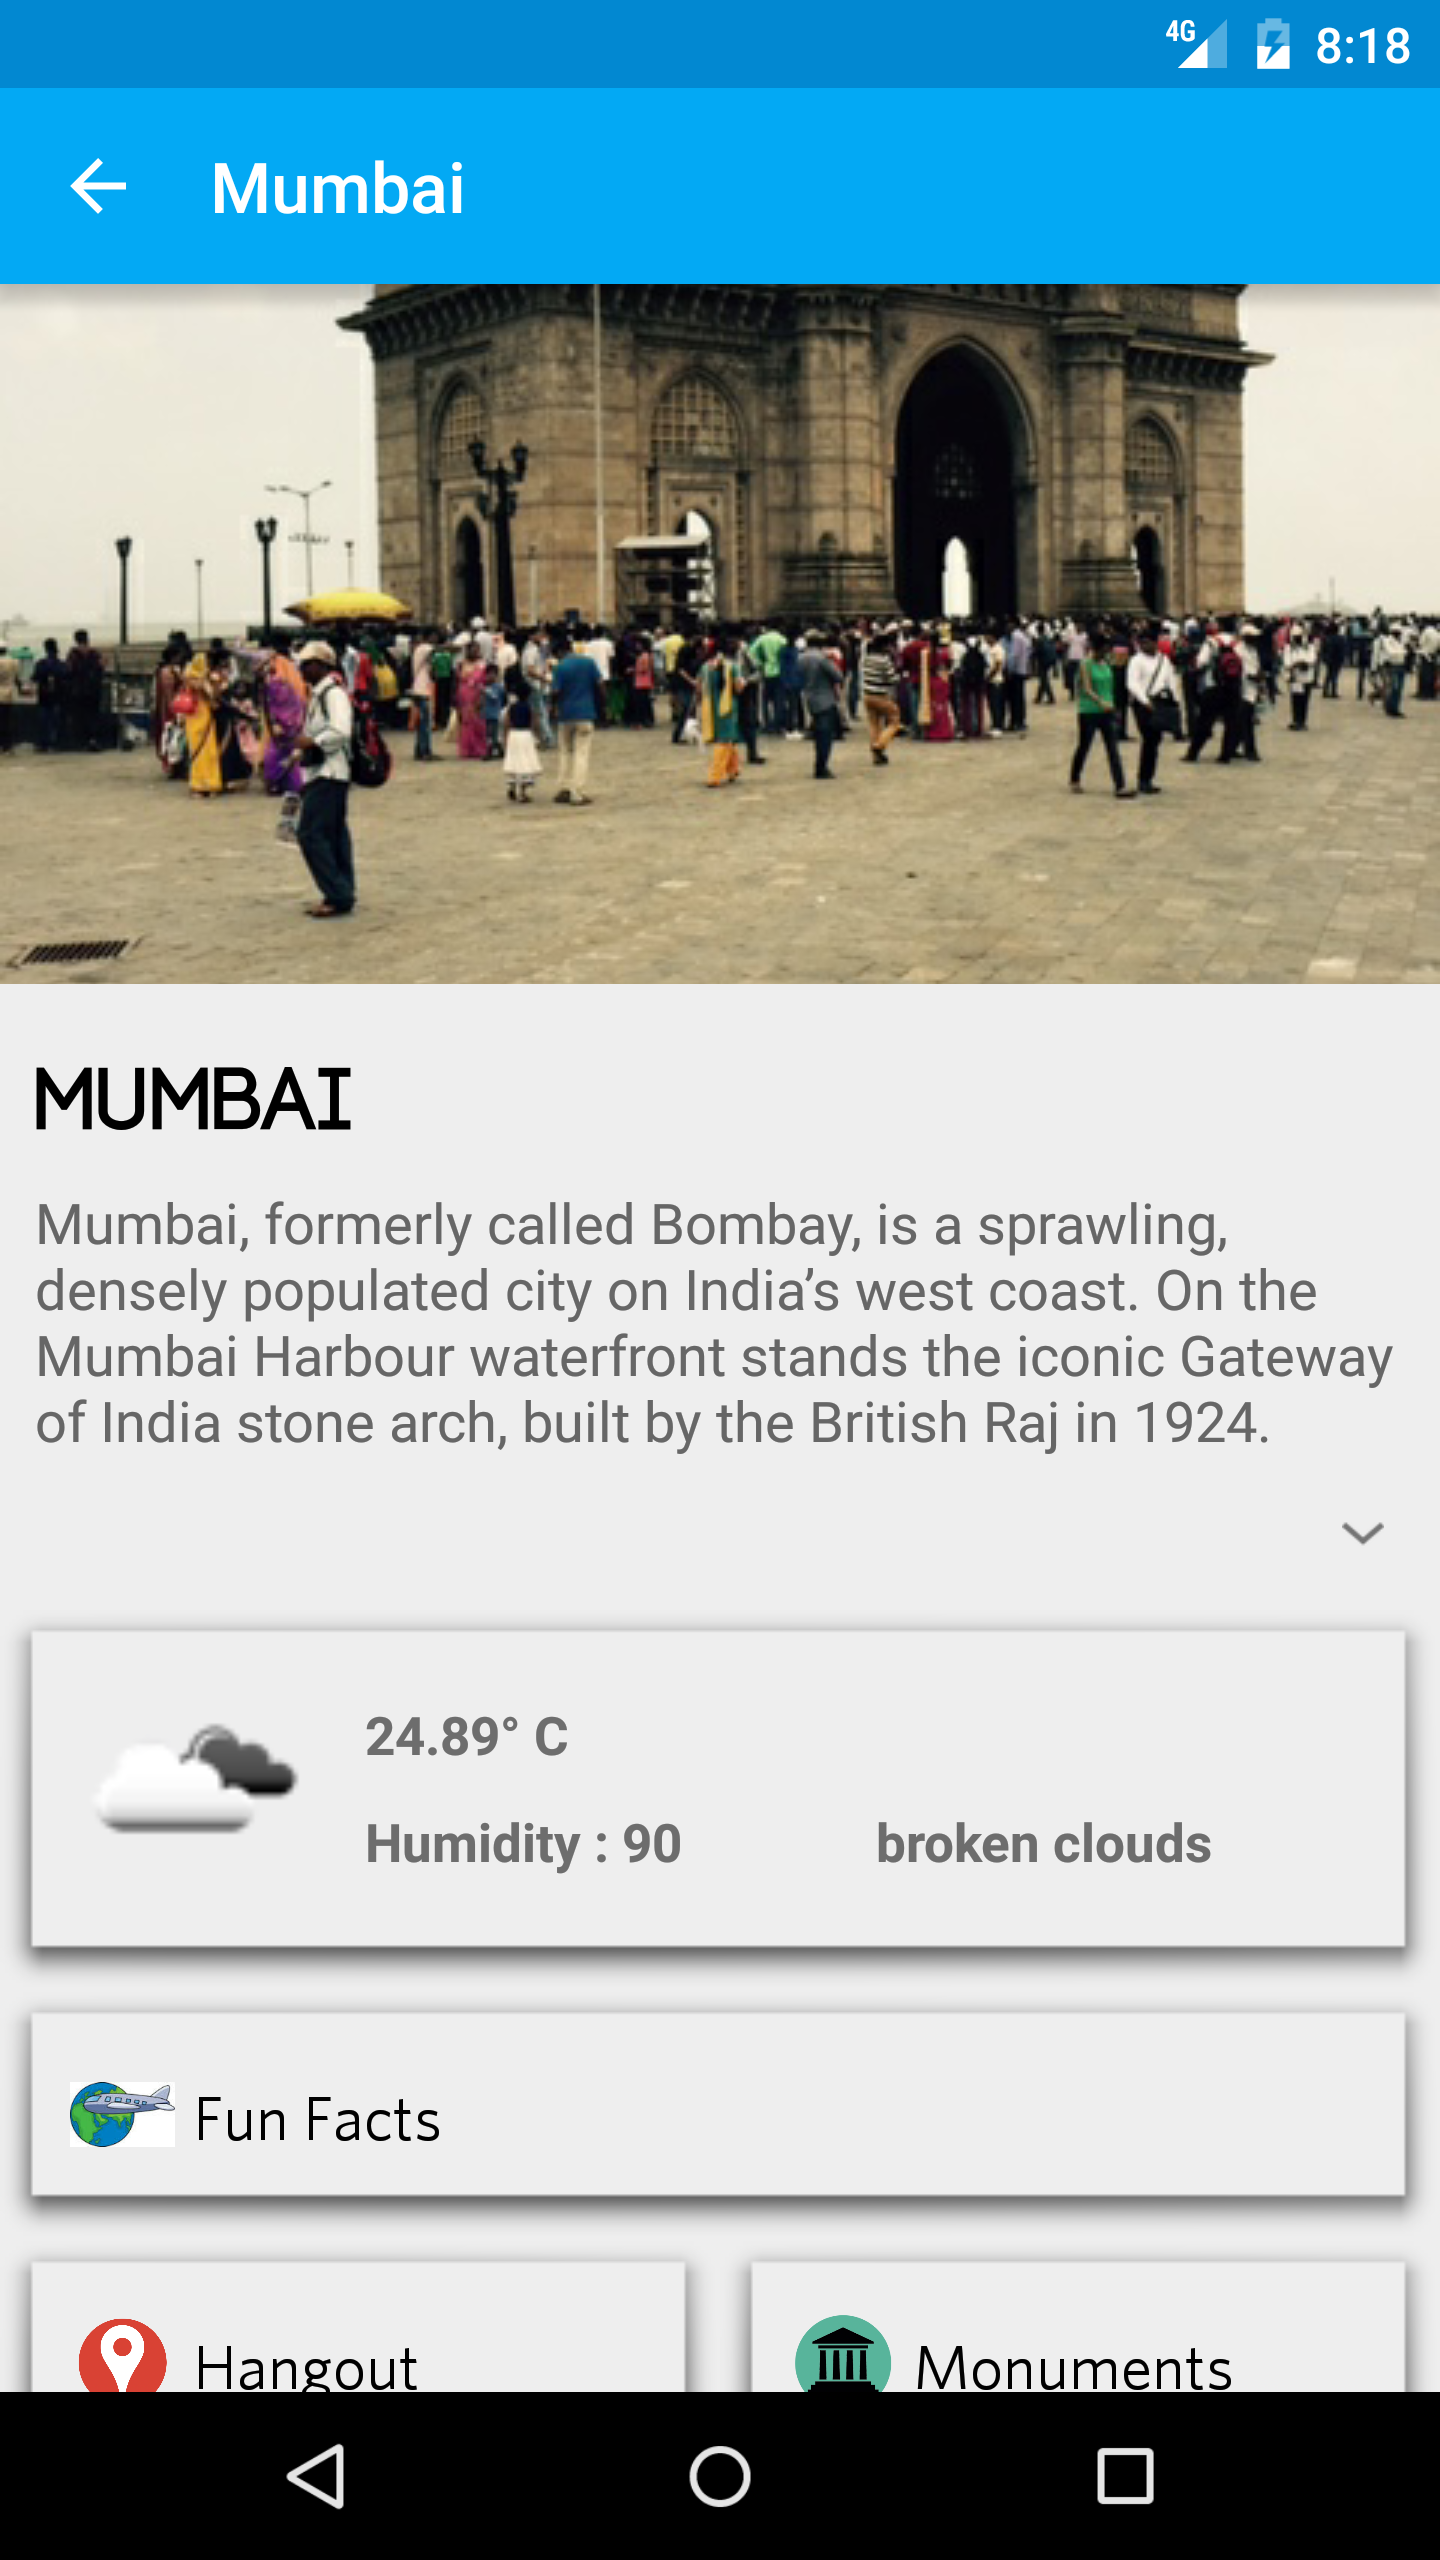 4G 8:18
Mumbai
MUMBAI
Mumbai, formerly called Bombay, is a sprawling,
densely populated city on India’s west coast. On the
Mumbai Harbour waterfront stands the iconic Gateway
of India stone arch, built by the British Raj in 1924.
24.89° C
Humidity : 90 broken clouds
Fun Facts
Hangout Monuments